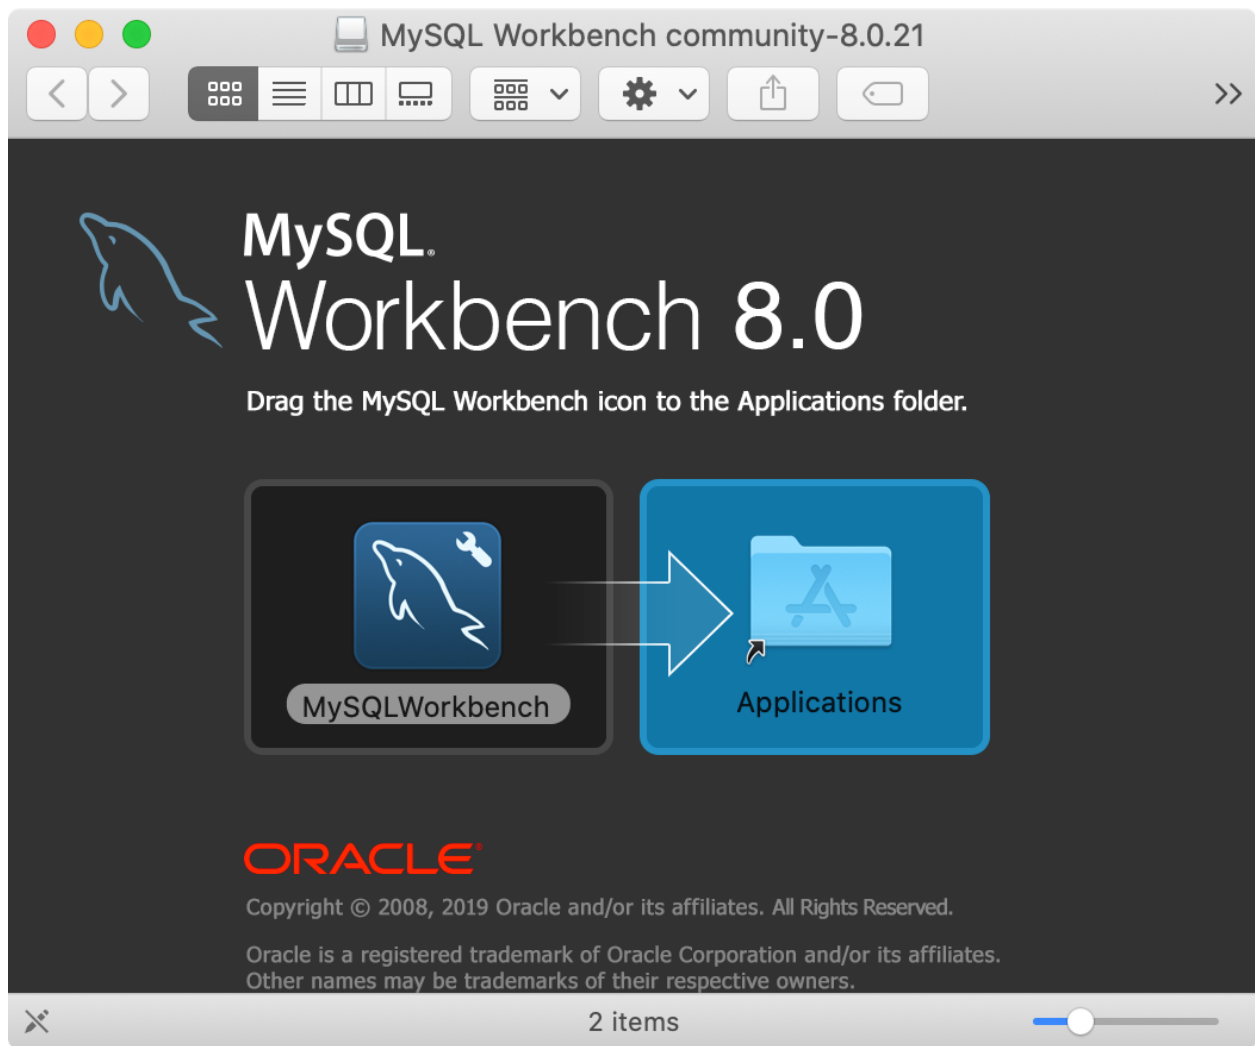 MySQL Workbench community-8.0.21
MySQL®
Workbench 8.0
Drag the MySQL Workbench icon to the Applications folder.
MySQLWorkbench
Applications
ORACLE®
Copyright © 2008, 2019 Oracle and/or its affiliates. All Rights Reserved.
Oracle is a registered trademark of Oracle Corporation and/or its affiliates.
Other names may be trademarks of their respective owners.
2 items